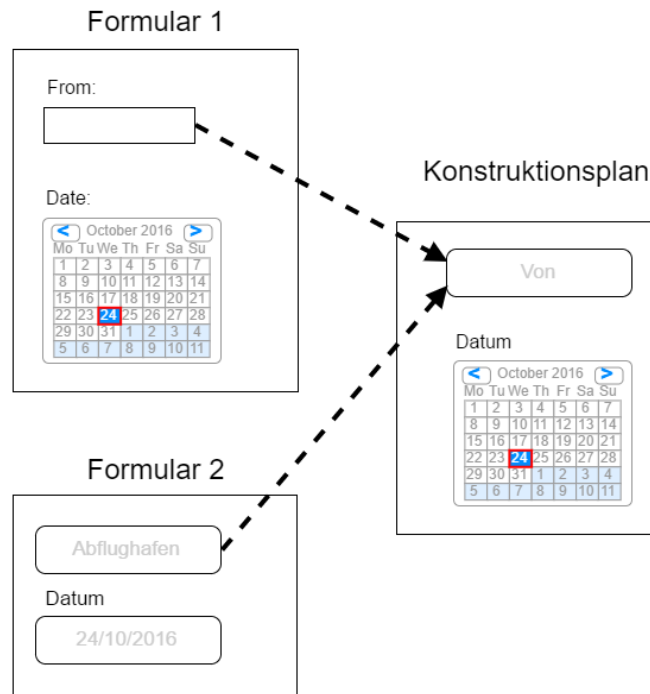 Formular 1
From:
Date:
< October 2016 >
Mo Tu We Th Fr Sa Su
1 2 3 4 5 6 7
8 9 10 11 12 13 14
15 16 17 18 19 20 21
22 23 24 25 26 27 28
29 30 31 1 2 3 4
5 6 7 8 9 10 11
Formular 2
Abflughafen
Datum
24/10/2016
Konstruktionsplan
Von
Datum
< October 2016 >
Mo Tu We Th Fr Sa Su
1 2 3 4 5 6 7
8 9 10 11 12 13 14
15 16 17 18 19 20 21
22 23 24 25 26 27 28
29 30 31 1 2 3 4
5 6 7 8 9 10 11